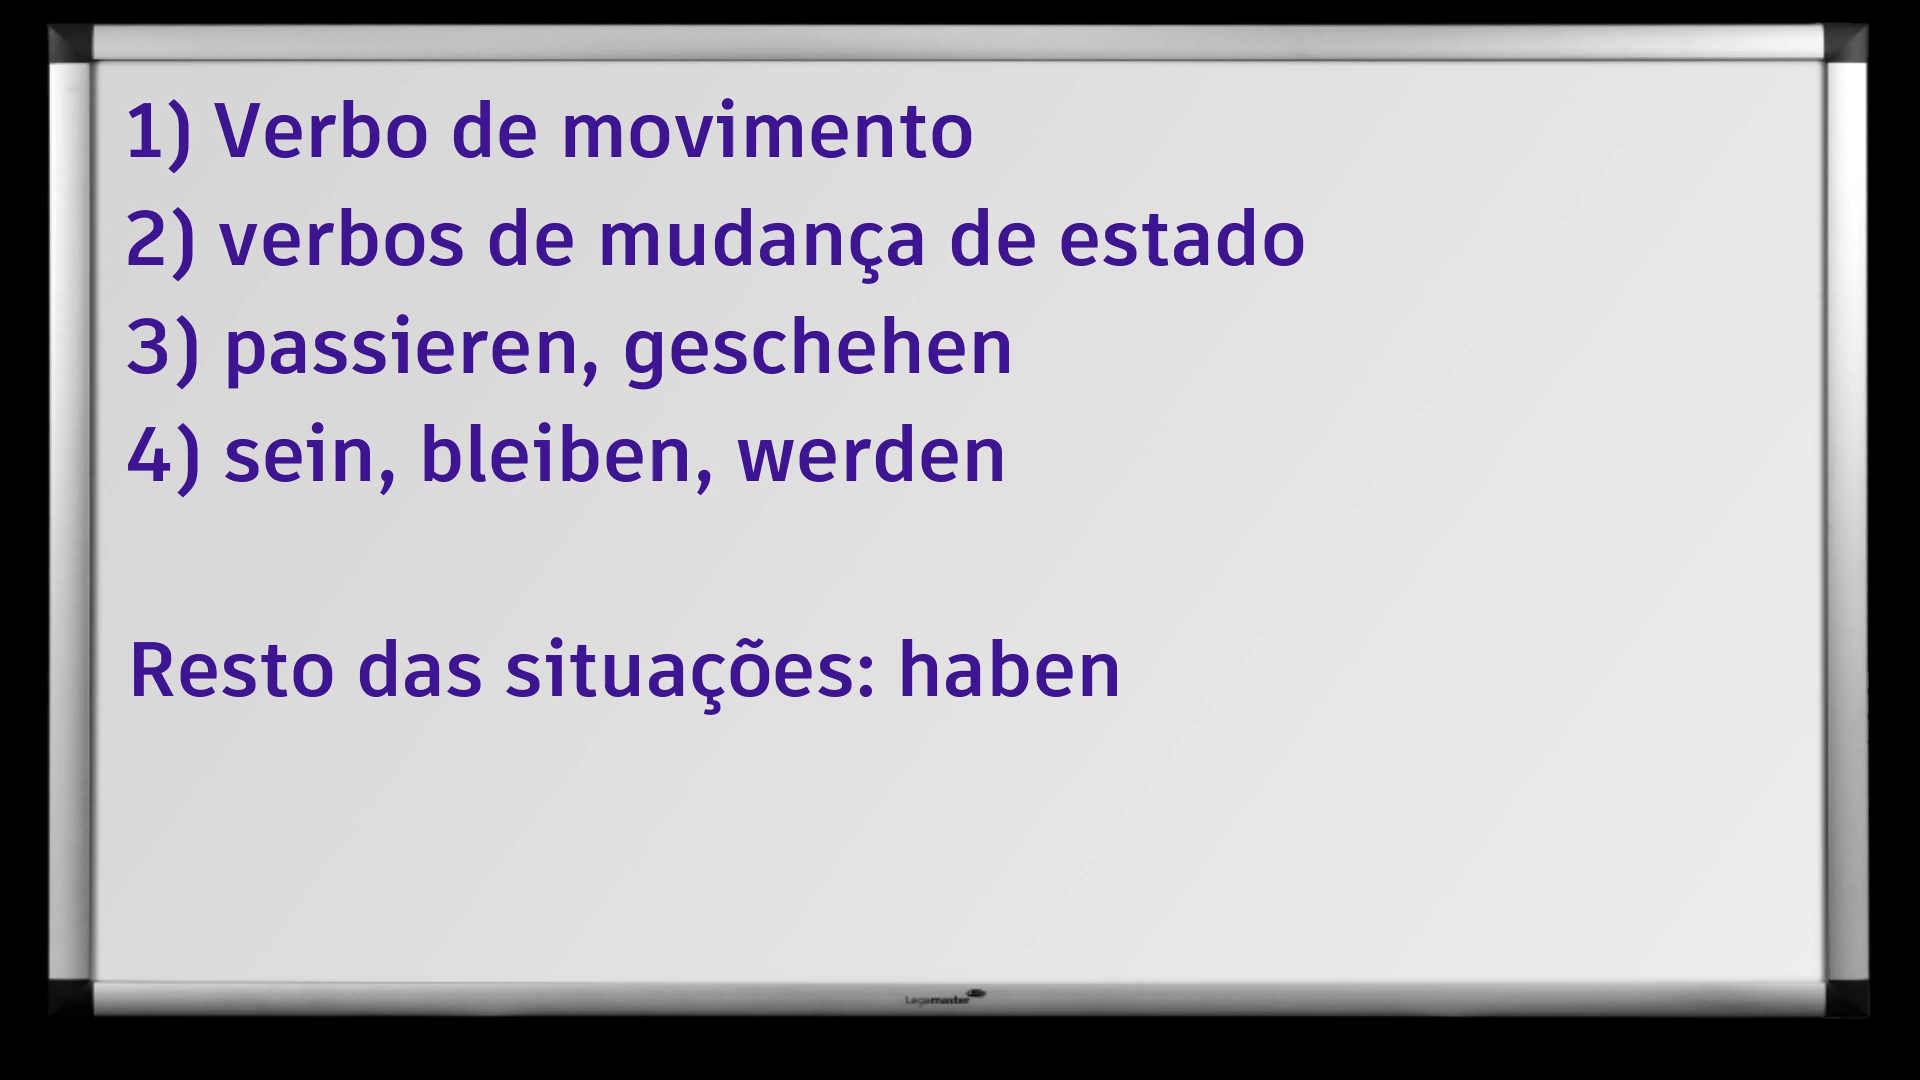 1) Verbo de movimento
2) verbos de mudança de estado
3) passieren, geschehen
4) sein, bleiben, werden
Resto das situações: haben
Legamaster